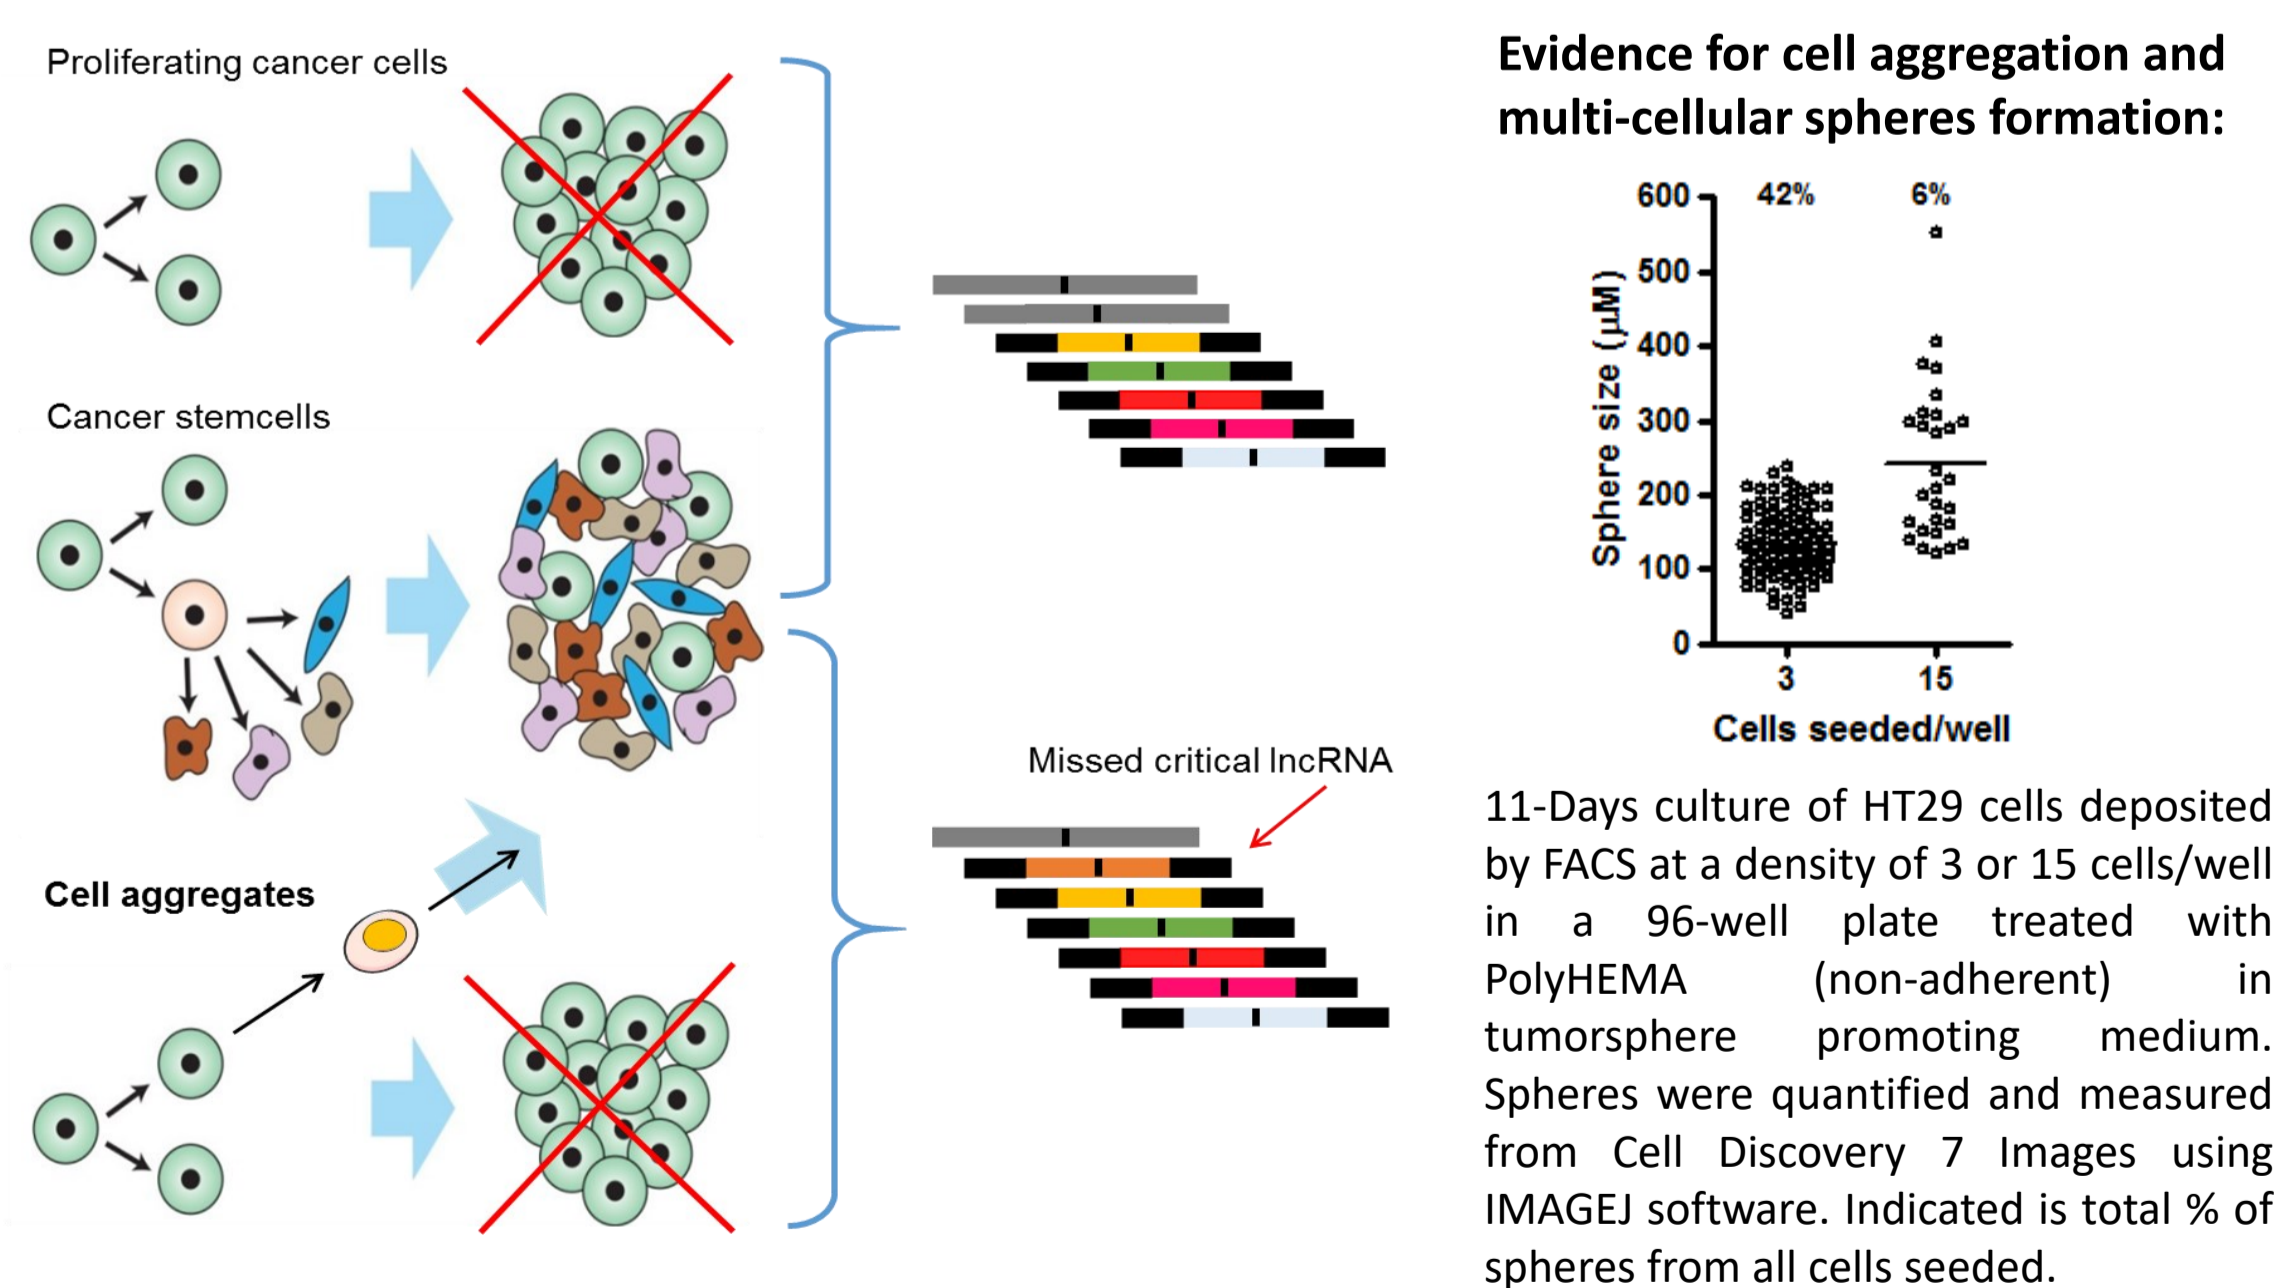 Proliferating cancer cells
Cancer stemcells
Cell aggregates
Missed critical lncRNA
Evidence for cell aggregation and
multi-cellular spheres formation:
42%
6%
600
500
400
300
200
100
0
Sphere size (µM)
3
15
Cells seeded/well
11-Days culture of HT29 cells deposited
by FACS at a density of 3 or 15 cells/well
in a 96-well plate treated with
PolyHEMA (non-adherent) in
tumorsphere promoting medium.
Spheres were quantified and measured
from Cell Discovery 7 Images using
IMAGEJ software. Indicated is total % of
spheres from all cells seeded.